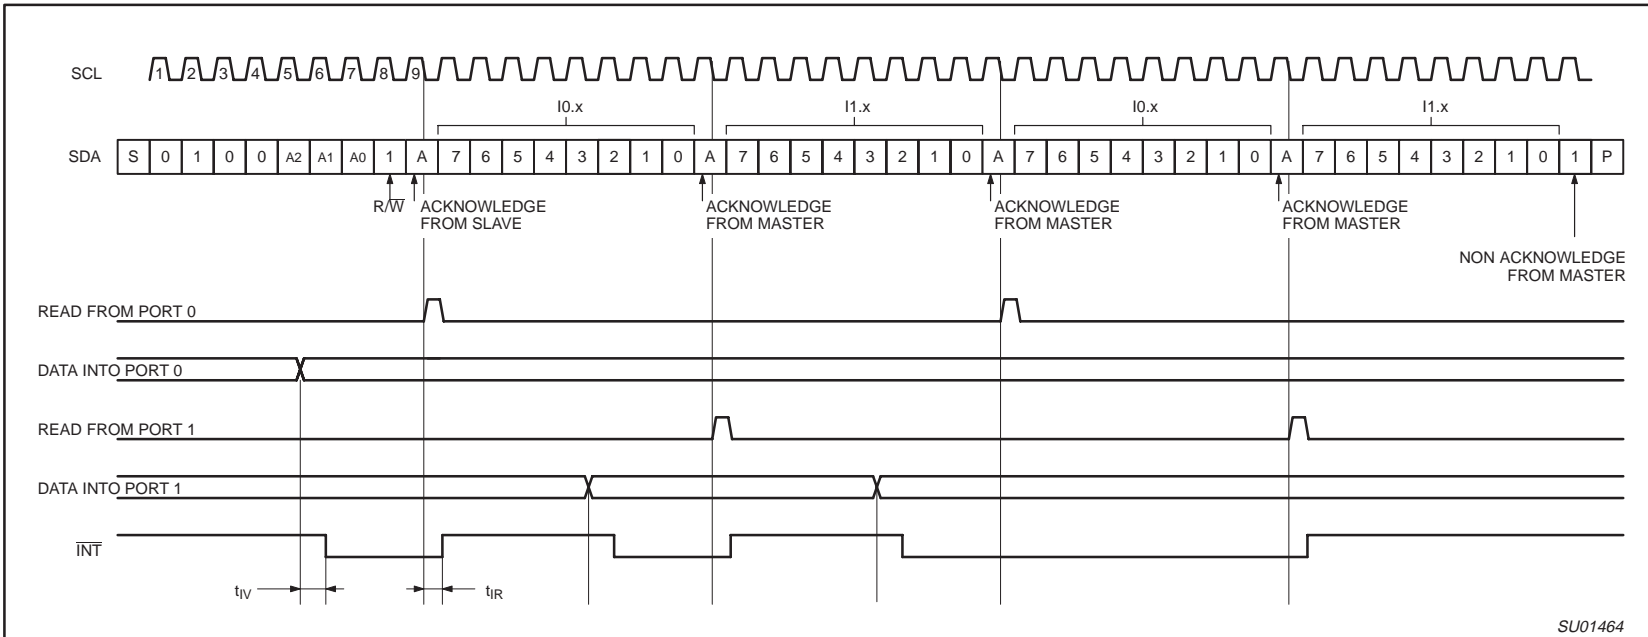 SCL 1 2 3 4 5 6 7 8 9
I0.x I1.x I0.x I1.x
SDA S 0 1 0 0 A2 A1 A0 1 A 7 6 5 4 3 2 1 0 A 7 6 5 4 3 2 1 0 A 7 6 5 4 3 2 1 0 A 7 6 5 4 3 2 1 0 1 P
R/W̅ ACKNOWLEDGE ACKNOWLEDGE ACKNOWLEDGE ACKNOWLEDGE
FROM SLAVE FROM MASTER FROM MASTER FROM MASTER
NON ACKNOWLEDGE
FROM MASTER
READ FROM PORT 0
DATA INTO PORT 0
READ FROM PORT 1
DATA INTO PORT 1
I̅N̅T̅
tIV tIR
SU01464